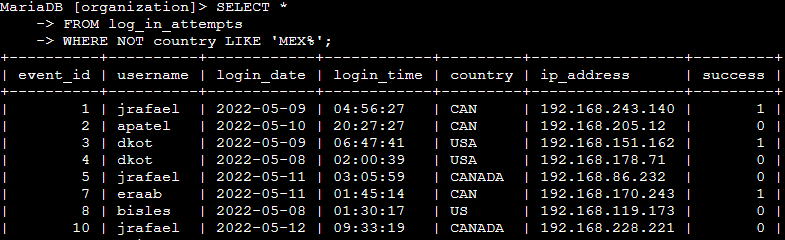 MariaDB [organization]> SELECT *
    -> FROM log_in_attempts
    -> WHERE NOT country LIKE 'MEX%';
+----------+----------+------------+------------+---------+-----------------+---------+
| event_id | username | login_date | login_time | country | ip_address      | success |
+----------+----------+------------+------------+---------+-----------------+---------+
|        1 | jrafael  | 2022-05-09 | 04:56:27   | CAN     | 192.168.243.140 |       1 |
|        2 | apatel   | 2022-05-10 | 20:27:27   | CAN     | 192.168.205.12  |       0 |
|        3 | dkot     | 2022-05-09 | 06:47:41   | USA     | 192.168.151.162 |       1 |
|        4 | dkot     | 2022-05-08 | 02:00:39   | USA     | 192.168.178.71  |       0 |
|        5 | jrafael  | 2022-05-11 | 03:05:59   | CANADA  | 192.168.86.232  |       0 |
|        7 | eraab    | 2022-05-11 | 01:45:14   | CAN     | 192.168.170.243 |       1 |
|        8 | bisles   | 2022-05-08 | 01:30:17   | US      | 192.168.119.173 |       0 |
|       10 | jrafael  | 2022-05-12 | 09:33:19   | CANADA  | 192.168.228.221 |       0 |